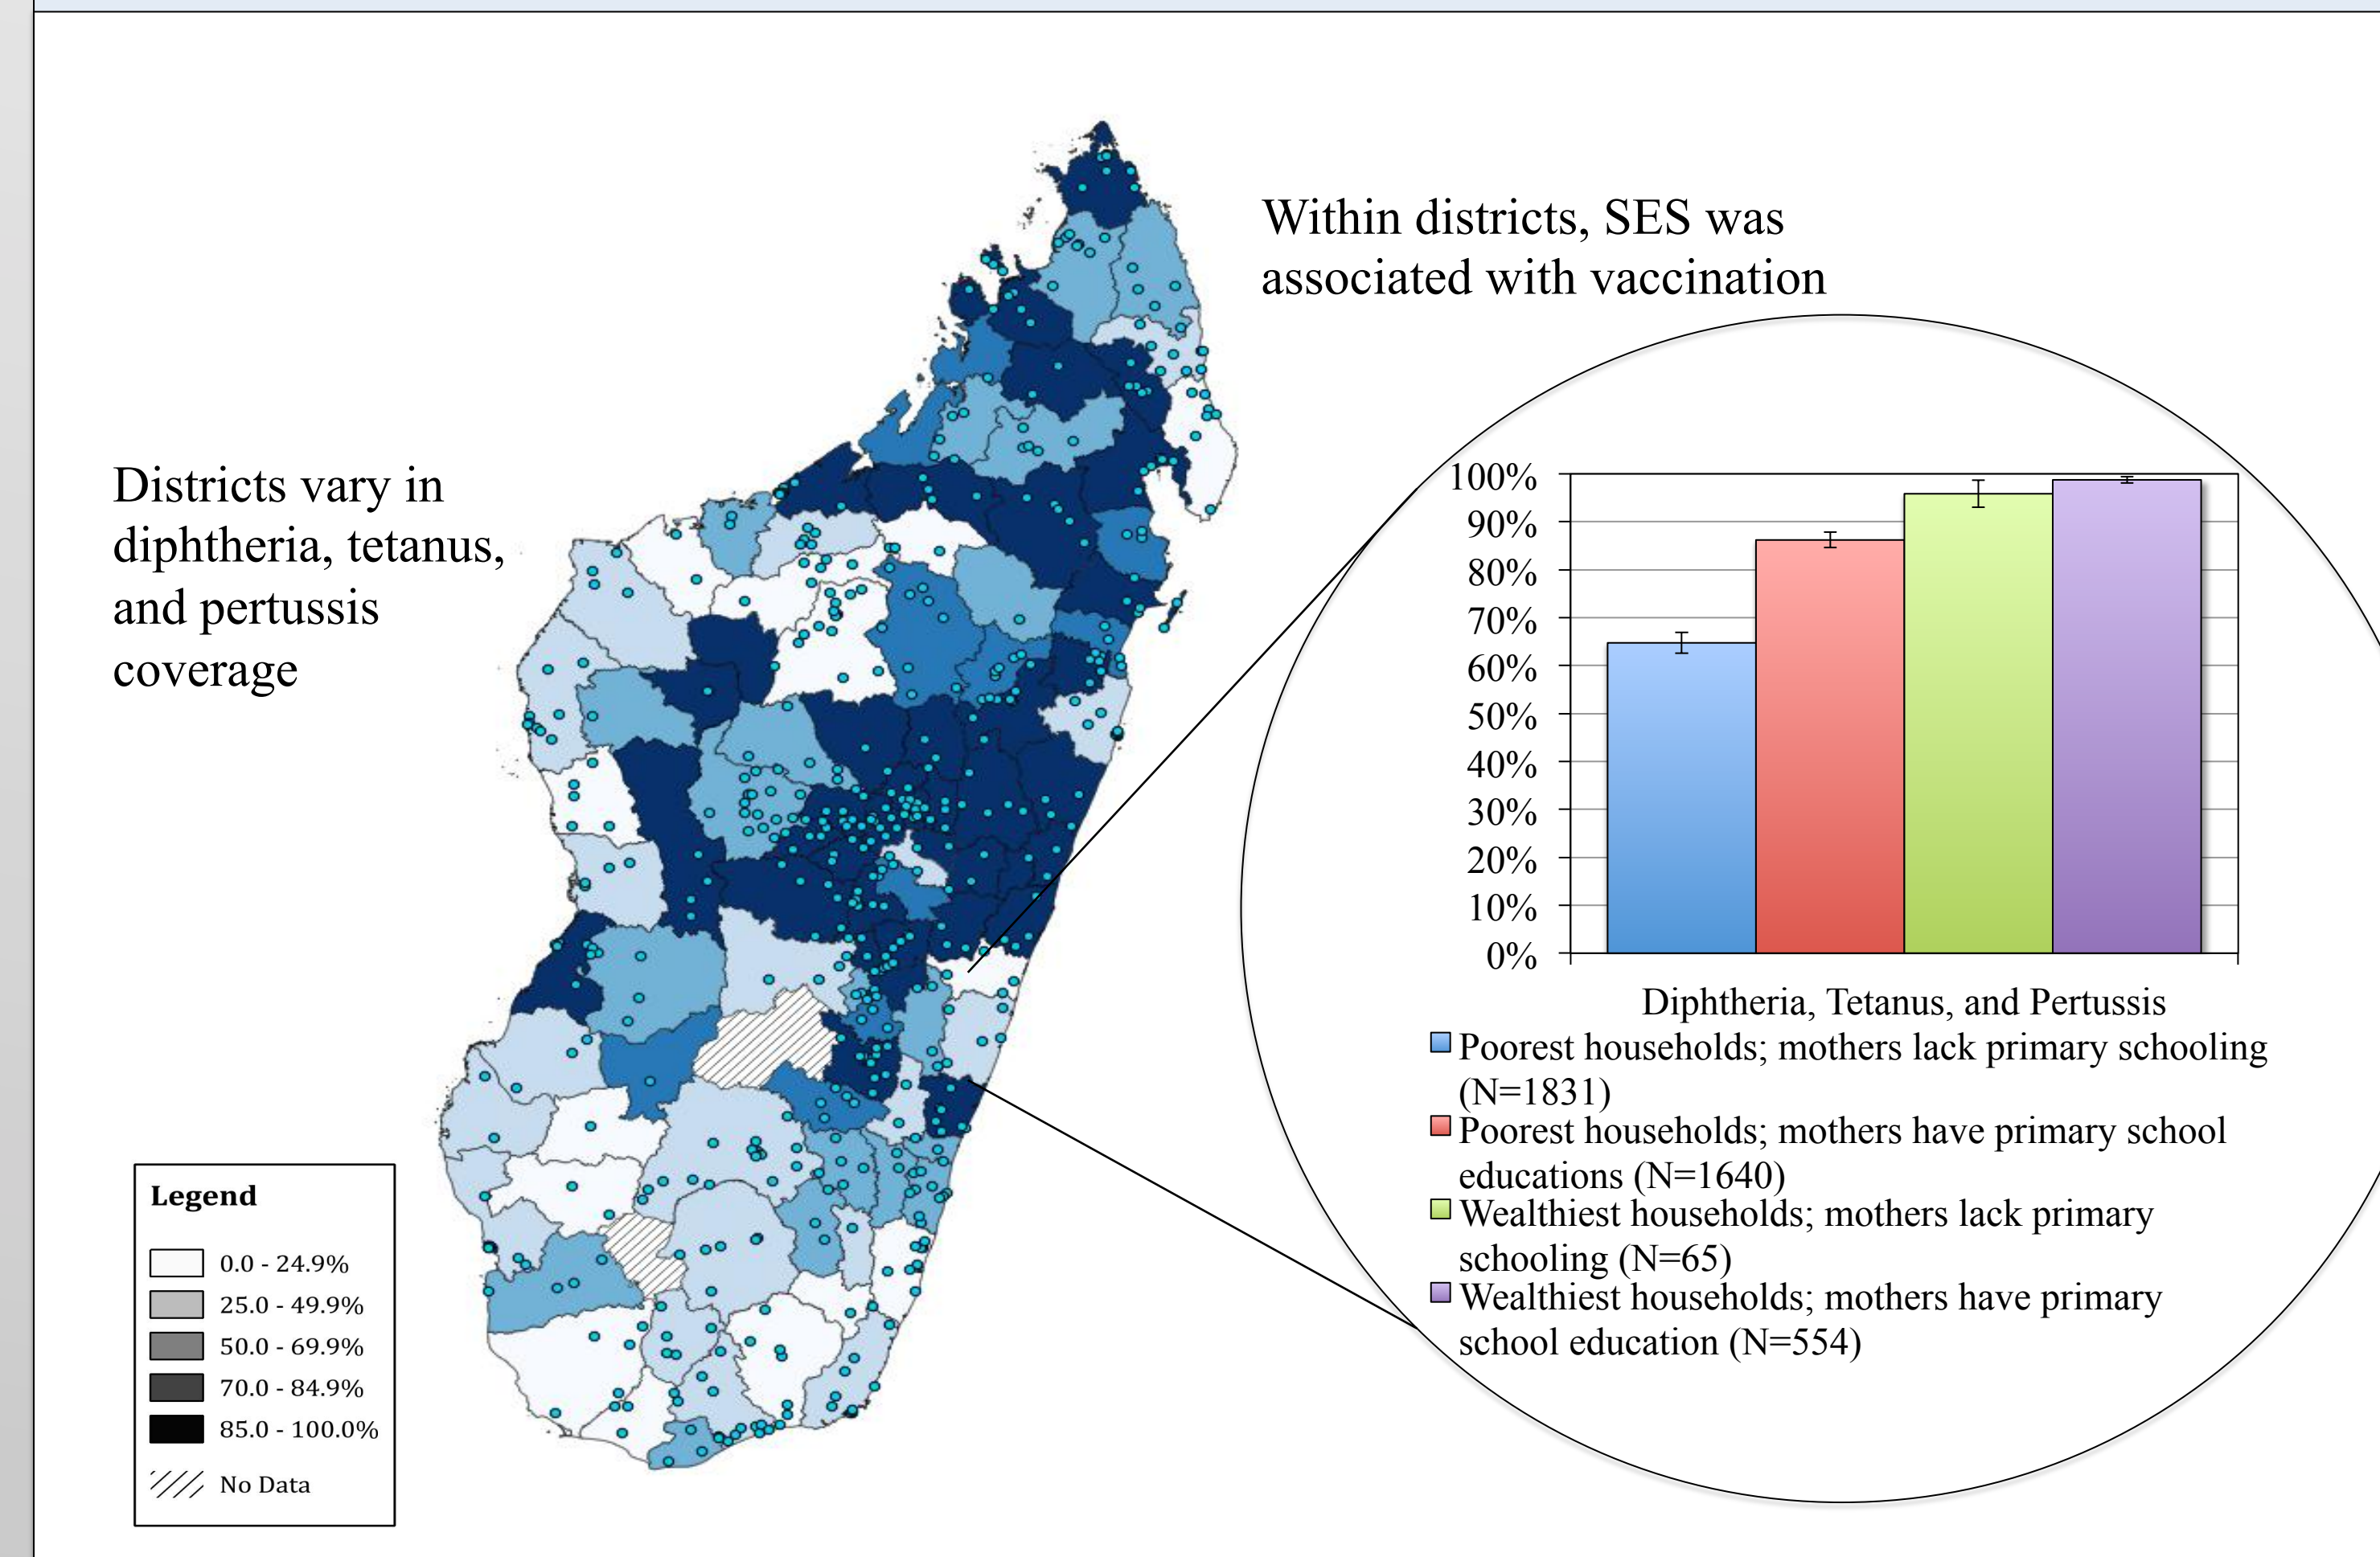 Within districts, SES was
associated with vaccination
Districts vary in
diphtheria, tetanus,
and pertussis
coverage
100%
90%
80%
70%
60%
50%
40%
30%
20%
10%
0%
Diphtheria, Tetanus, and Pertussis
Poorest households; mothers lack primary schooling
(N=1831)
Poorest households; mothers have primary school
educations (N=1640)
Wealthiest households; mothers lack primary
schooling (N=65)
Wealthiest households; mothers have primary
school education (N=554)
Legend
0.0 - 24.9%
25.0 - 49.9%
50.0 - 69.9%
70.0 - 84.9%
85.0 - 100.0%
No Data